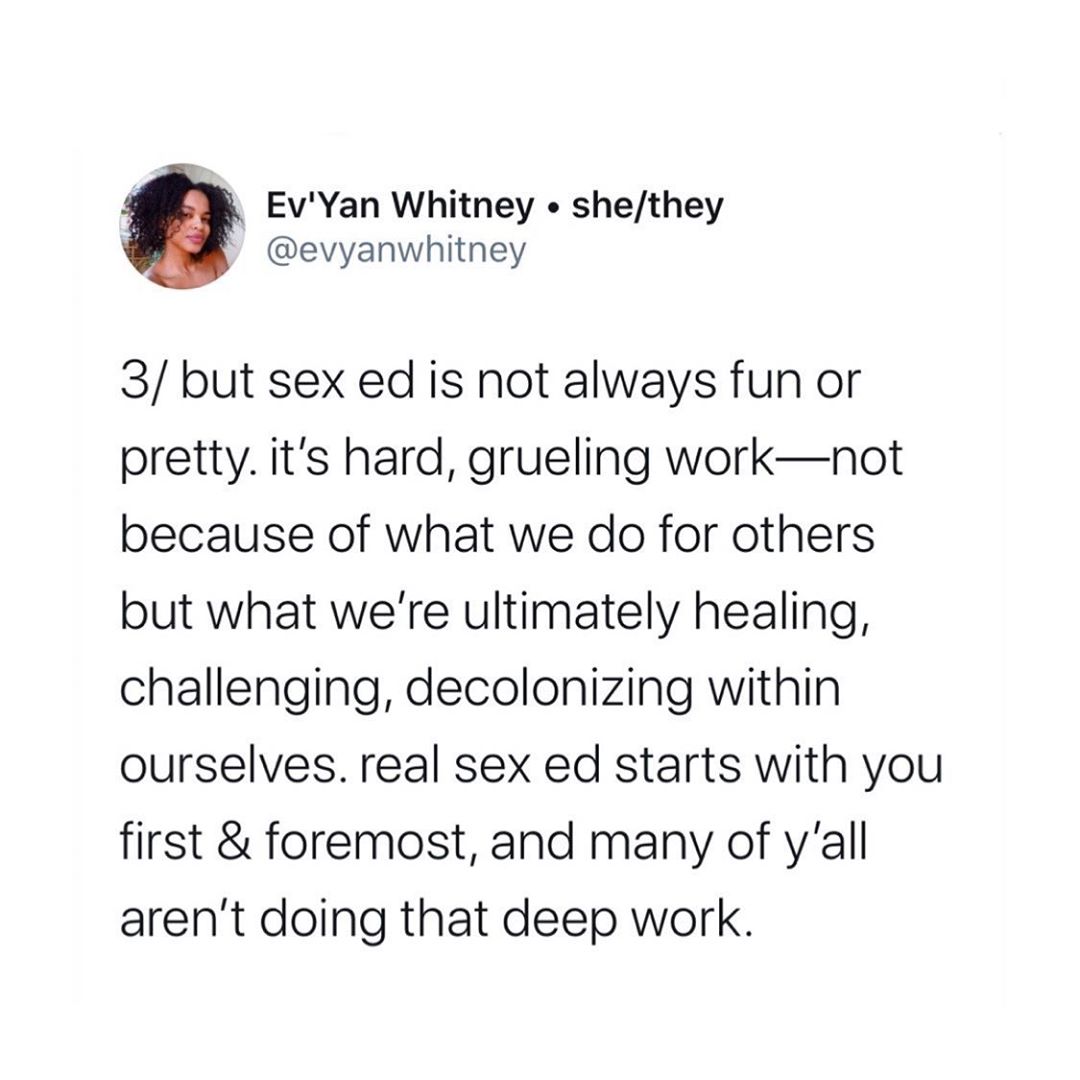 Ev'Yan Whitney • she/they
@evyanwhitney
3/ but sex ed is not always fun or
pretty. it’s hard, grueling work—not
because of what we do for others
but what we’re ultimately healing,
challenging, decolonizing within
ourselves. real sex ed starts with you
first & foremost, and many of y’all
aren’t doing that deep work.